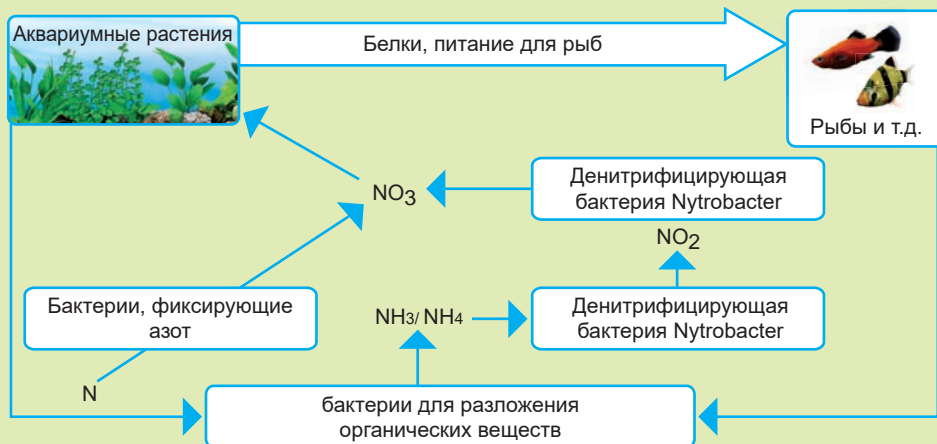 Аквариумные растения
Белки, питание для рыб
Рыбы и т.д.
NO3
Денитрифицирующая
бактерия Nytrobacter
NO2
Бактерии, фиксирующие
азот
NH3/ NH4
Денитрифицирующая
бактерия Nytrobacter
N
бактерии для разложения
органических веществ